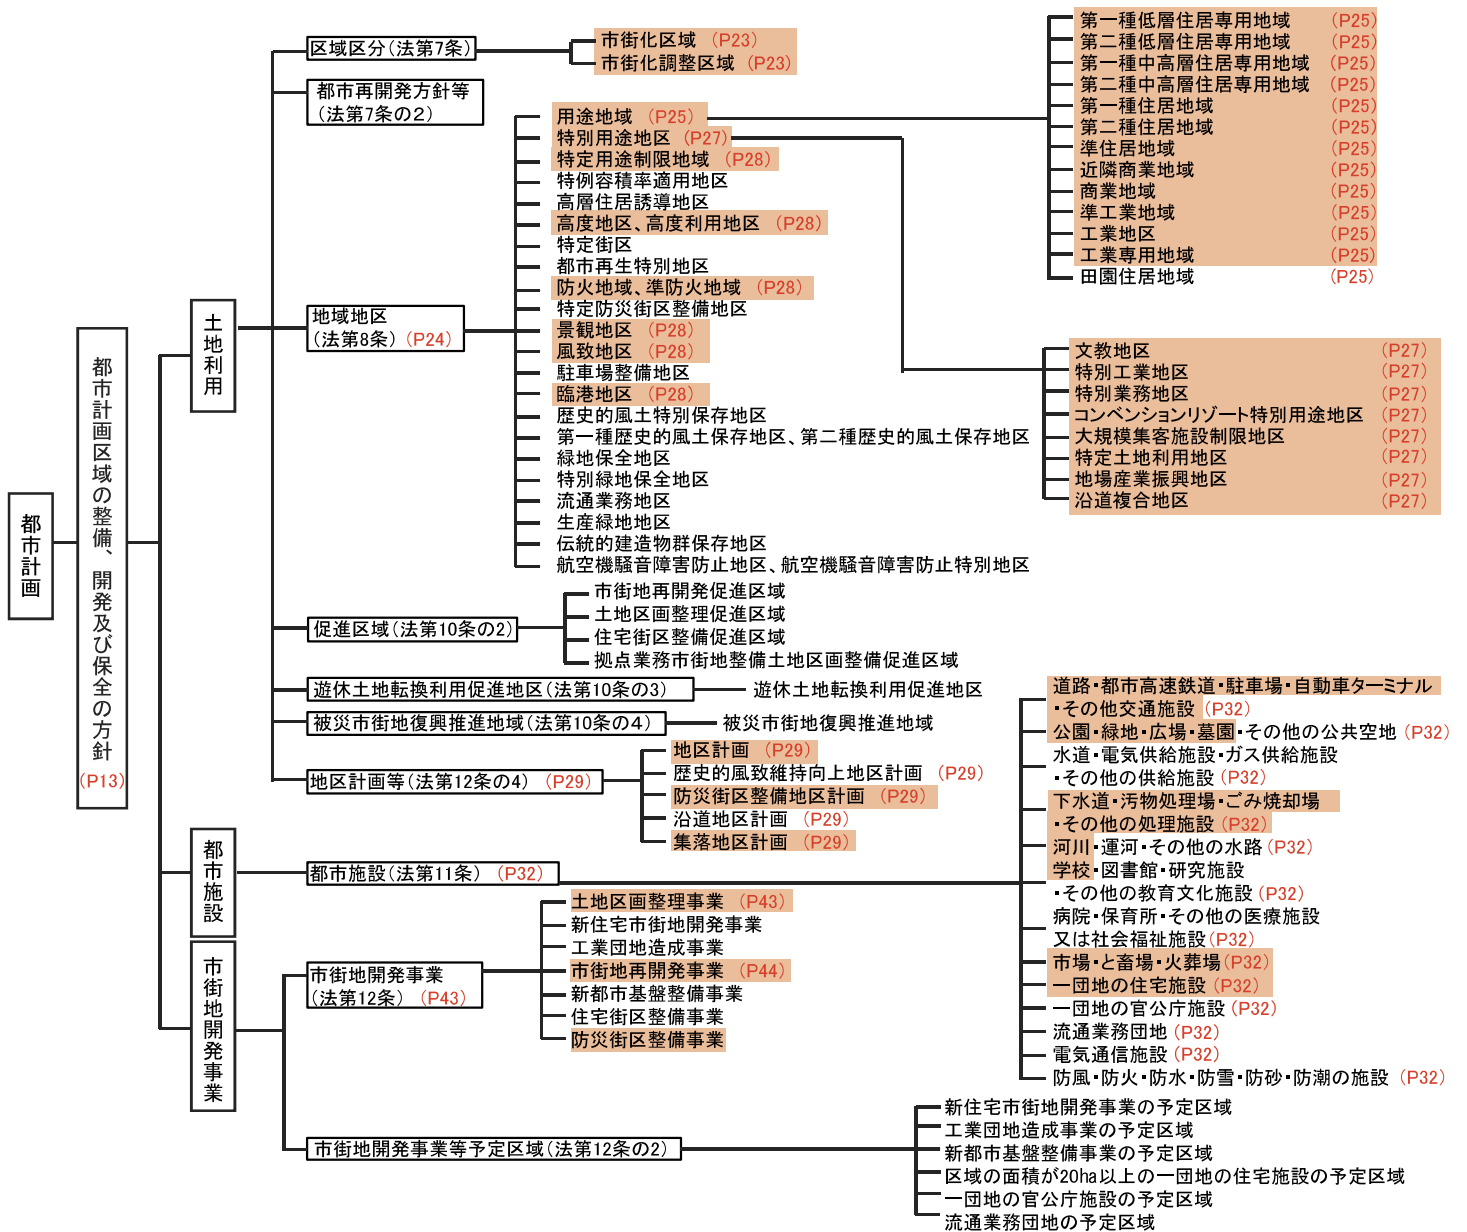 都市計画
都市計画区域の整備、開発及び保全の方針
(P13)
土地利用
区域区分(法第7条)
市街化区域 (P23)
市街化調整区域 (P23)
都市再開発方針等
(法第7条の2)
地域地区
(法第8条) (P24)
用途地域 (P25)
特別用途地区 (P27)
特定用途制限地域 (P28)
特例容積率適用地区
高層住居誘導地区
高度地区、高度利用地区 (P28)
特定街区
都市再生特別地区
防火地域、準防火地域 (P28)
特定防災街区整備地区
景観地区 (P28)
風致地区 (P28)
駐車場整備地区
臨港地区 (P28)
歴史的風土特別保存地区
第一種歴史的風土保存地区、第二種歴史的風土保存地区
緑地保全地区
特別緑地保全地区
流通業務地区
生産緑地地区
伝統的建造物群保存地区
航空機騒音障害防止地区、航空機騒音障害防止特別地区
第一種低層住居専用地域 (P25)
第二種低層住居専用地域 (P25)
第一種中高層住居専用地域 (P25)
第二種中高層住居専用地域 (P25)
第一種住居地域 (P25)
第二種住居地域 (P25)
準住居地域 (P25)
近隣商業地域 (P25)
商業地域 (P25)
準工業地域 (P25)
工業地区 (P25)
工業専用地域 (P25)
田園住居地域 (P25)
文教地区 (P27)
特別工業地区 (P27)
特別業務地区 (P27)
コンベンションリゾート特別用途地区 (P27)
大規模集客施設制限地区 (P27)
特定土地利用地区 (P27)
地場産業振興地区 (P27)
沿道複合地区 (P27)
促進区域(法第10条の2)
市街地再開発促進区域
土地区画整理促進区域
住宅街区整備促進区域
拠点業務市街地整備土地区画整備促進区域
遊休土地転換利用促進地区(法第10条の3)
遊休土地転換利用促進地区
被災市街地復興推進地域(法第10条の4)
被災市街地復興推進地域
地区計画等(法第12条の4) (P29)
地区計画 (P29)
歴史的風致維持向上地区計画 (P29)
防災街区整備地区計画 (P29)
沿道地区計画 (P29)
集落地区計画 (P29)
都市施設
都市施設(法第11条) (P32)
道路・都市高速鉄道・駐車場・自動車ターミナル
・その他交通施設 (P32)
公園・緑地・広場・墓園・その他の公共空地 (P32)
水道・電気供給施設・ガス供給施設
・その他の供給施設 (P32)
下水道・汚物処理場・ごみ焼却場
・その他の処理施設 (P32)
河川・運河・その他の水路 (P32)
学校・図書館・研究施設
・その他の教育文化施設 (P32)
病院・保育所・その他の医療施設
又は社会福祉施設 (P32)
市場・と畜場・火葬場 (P32)
一団地の住宅施設 (P32)
一団地の官公庁施設 (P32)
流通業務団地 (P32)
電気通信施設 (P32)
防風・防火・防水・防雪・防砂・防潮の施設 (P32)
市街地開発事業
市街地開発事業
(法第12条) (P43)
土地区画整理事業 (P43)
新住宅市街地開発事業
工業団地造成事業
市街地再開発事業 (P44)
新都市基盤整備事業
住宅街区整備事業
防災街区整備事業
市街地開発事業等予定区域(法第12条の2)
新住宅市街地開発事業の予定区域
工業団地造成事業の予定区域
新都市基盤整備事業の予定区域
区域の面積が20ha以上の一団地の住宅施設の予定区域
一団地の官公庁施設の予定区域
流通業務団地の予定区域